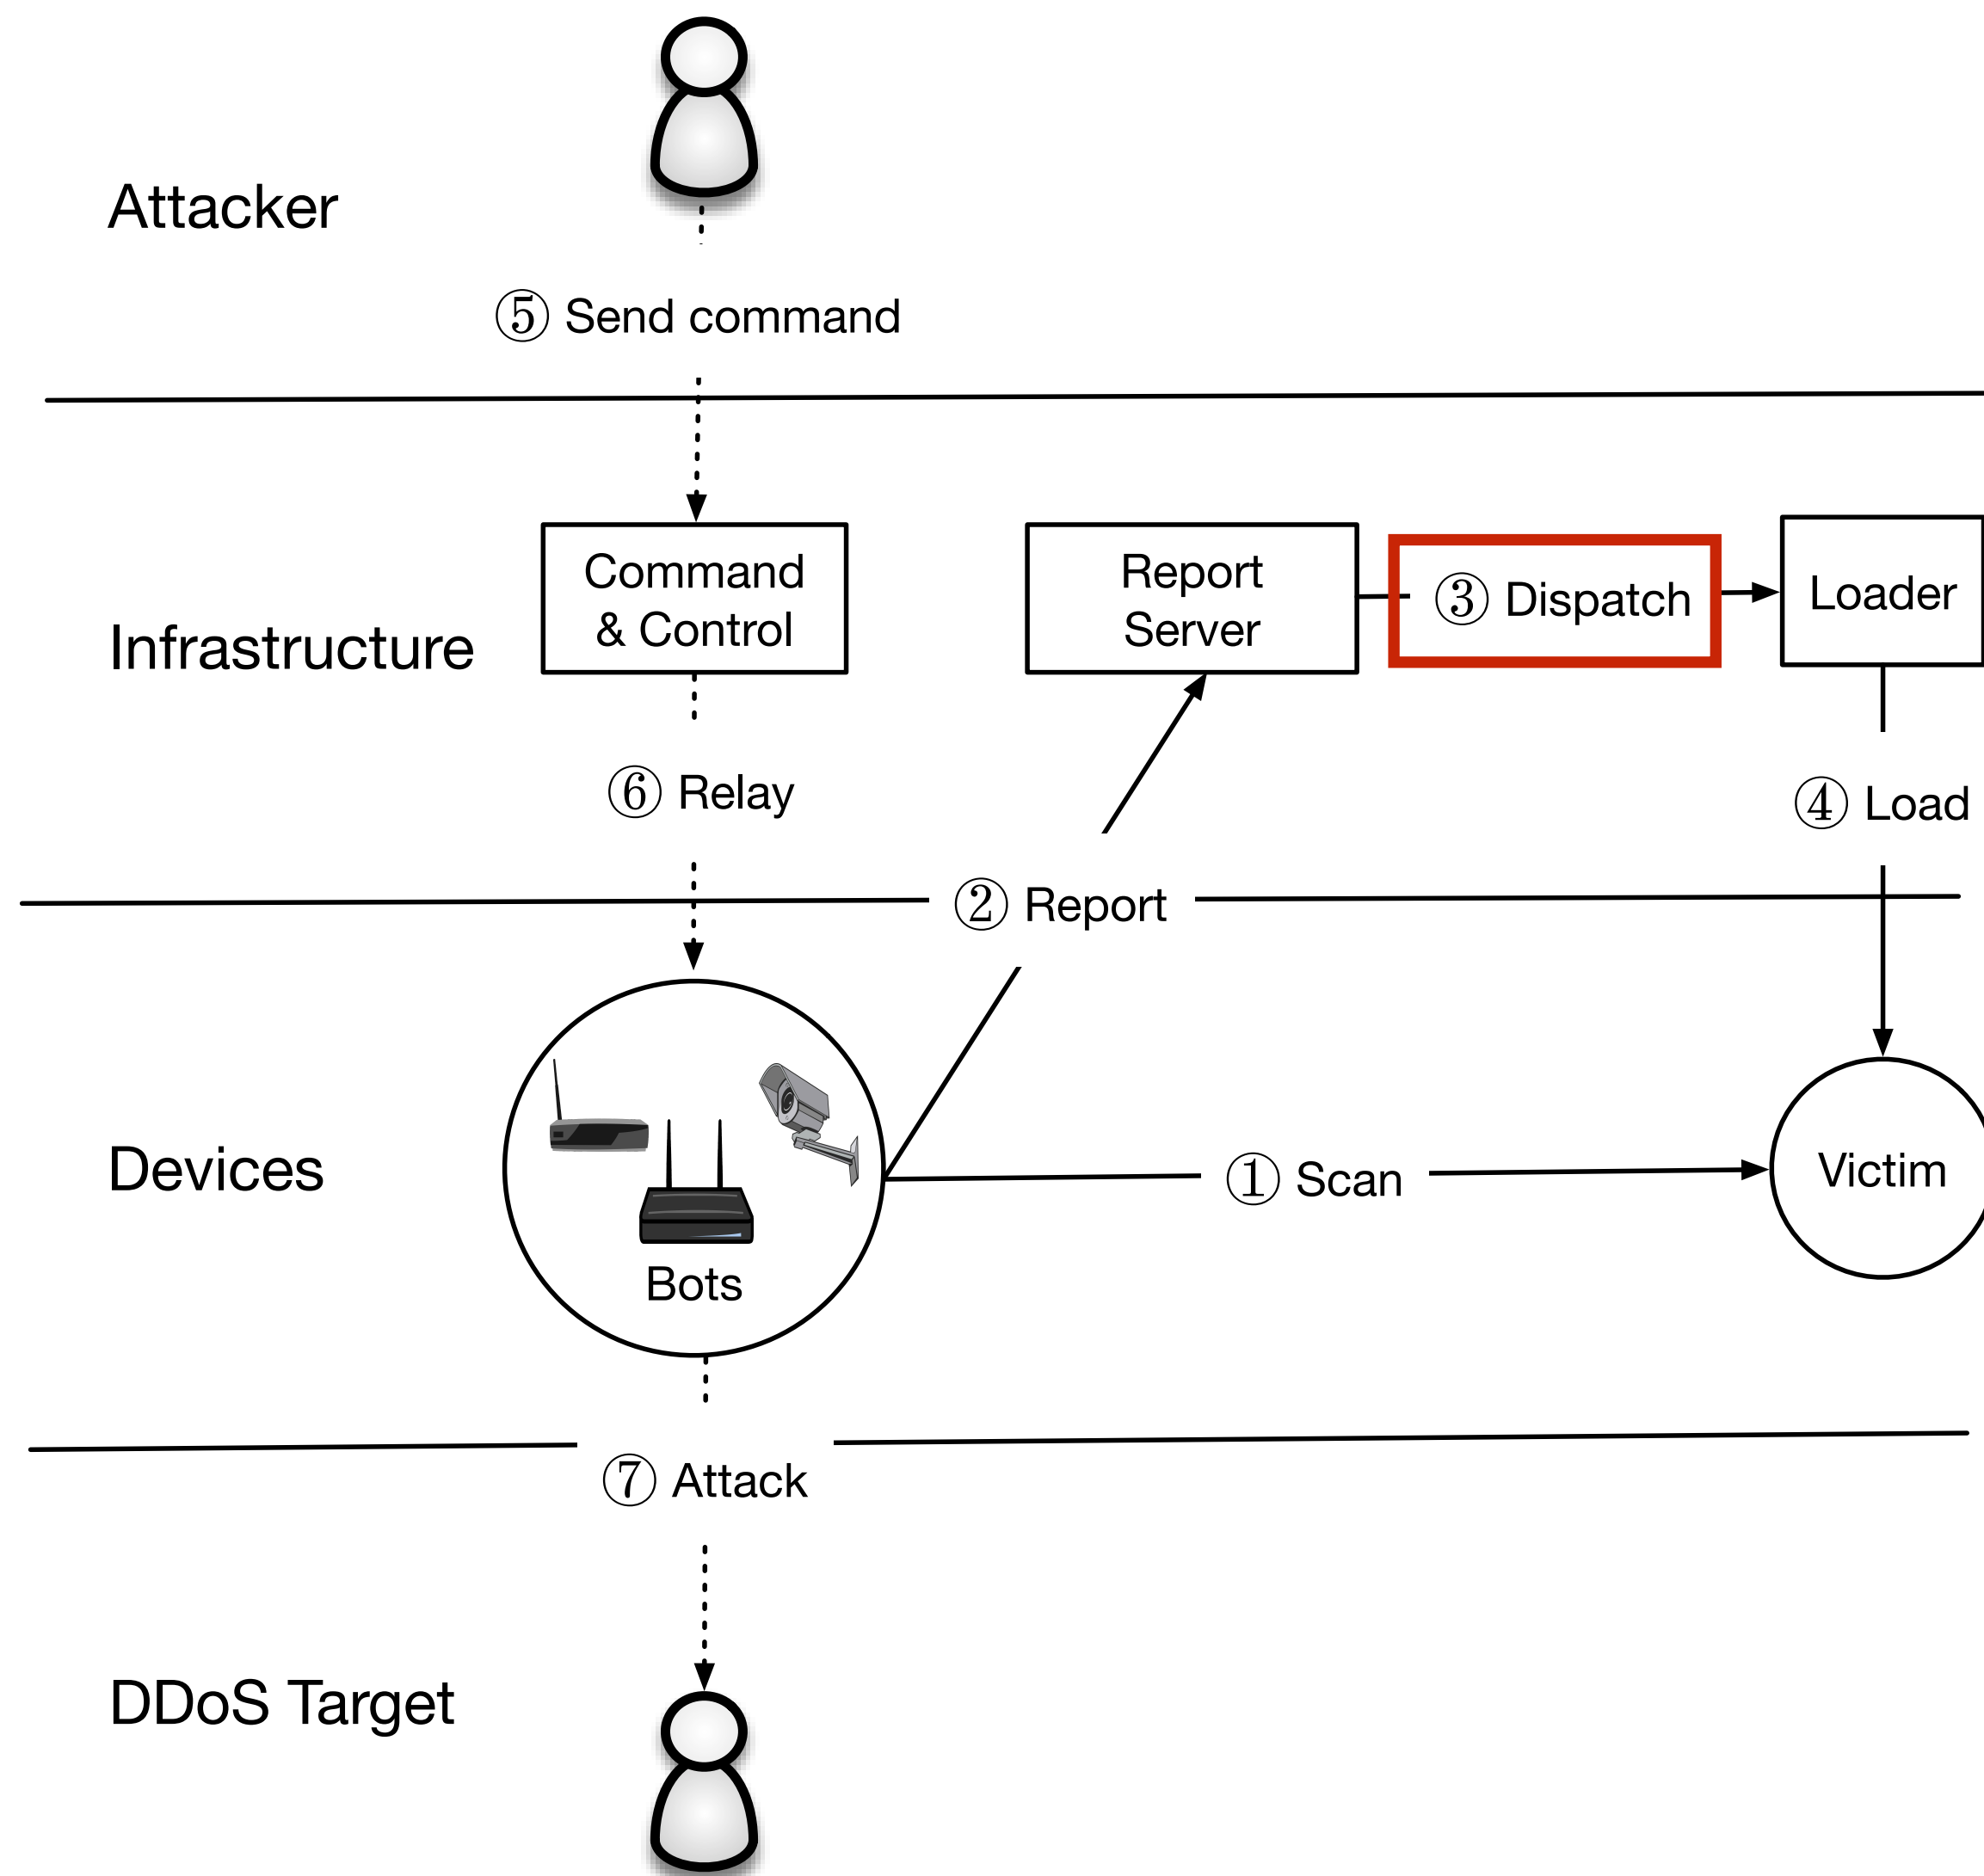 Attacker
⑤ Send command
Infrastructure
Command
& Control
Report
Server
③ Dispatch
Loader
⑥ Relay
④ Load
② Report
Devices
Bots
① Scan
Victim
⑦ Attack
DDoS Target